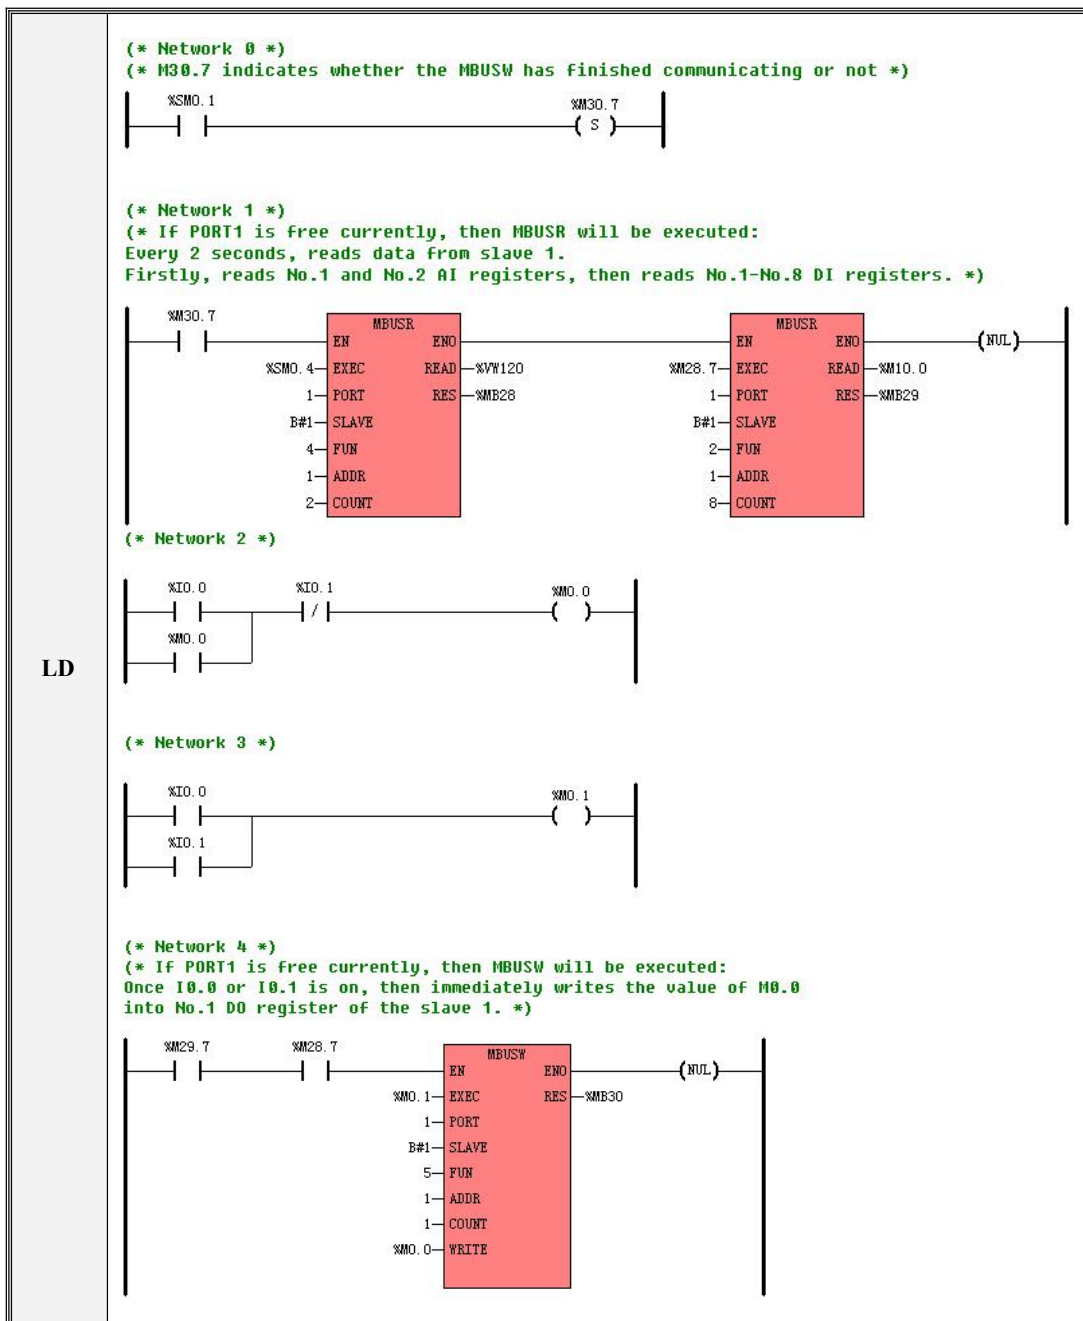 LD
(* Network 0 *)
(* M30.7 indicates whether the MBUSW has finished communicating or not *)
%SM0.1 %M30.7
( S )
(* Network 1 *)
(* If PORT1 is free currently, then MBUSR will be executed:
Every 2 seconds, reads data from slave 1.
Firstly, reads No.1 and No.2 AI registers, then reads No.1-No.8 DI registers. *)
%M30.7 MBUSR MBUSR
EN ENO EN ENO (NUL)
%SM0.4 EXEC READ %VW120 %M28.7 EXEC READ %M10.0
1 PORT RES %MB28 1 PORT RES %MB29
B#1 SLAVE B#1 SLAVE
4 FUN 2 FUN
1 ADDR 1 ADDR
2 COUNT 8 COUNT
(* Network 2 *)
%I0.0 %I0.1 %M0.0
/ ( )
%M0.0
(* Network 3 *)
%I0.0 %M0.1
( )
%I0.1
(* Network 4 *)
(* If PORT1 is free currently, then MBUSW will be executed:
Once I0.0 or I0.1 is on, then immediately writes the value of M0.0
into No.1 DO register of the slave 1. *)
%M29.7 %M28.7 MBUSW
EN ENO (NUL)
%M0.1 EXEC RES %MB30
1 PORT
B#1 SLAVE
5 FUN
1 ADDR
1 COUNT
%M0.0 WRITE